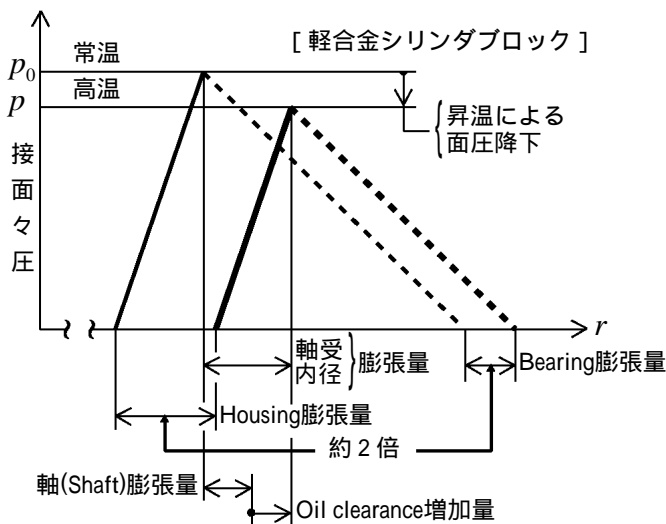 [ 軽合金シリンダブロック ]
常温
p₀
高温
p
昇温による
面圧降下
接面々圧
r
軸受
内径
膨張量
Bearing膨張量
Housing膨張量
約2倍
軸(Shaft)膨張量
Oil clearance増加量